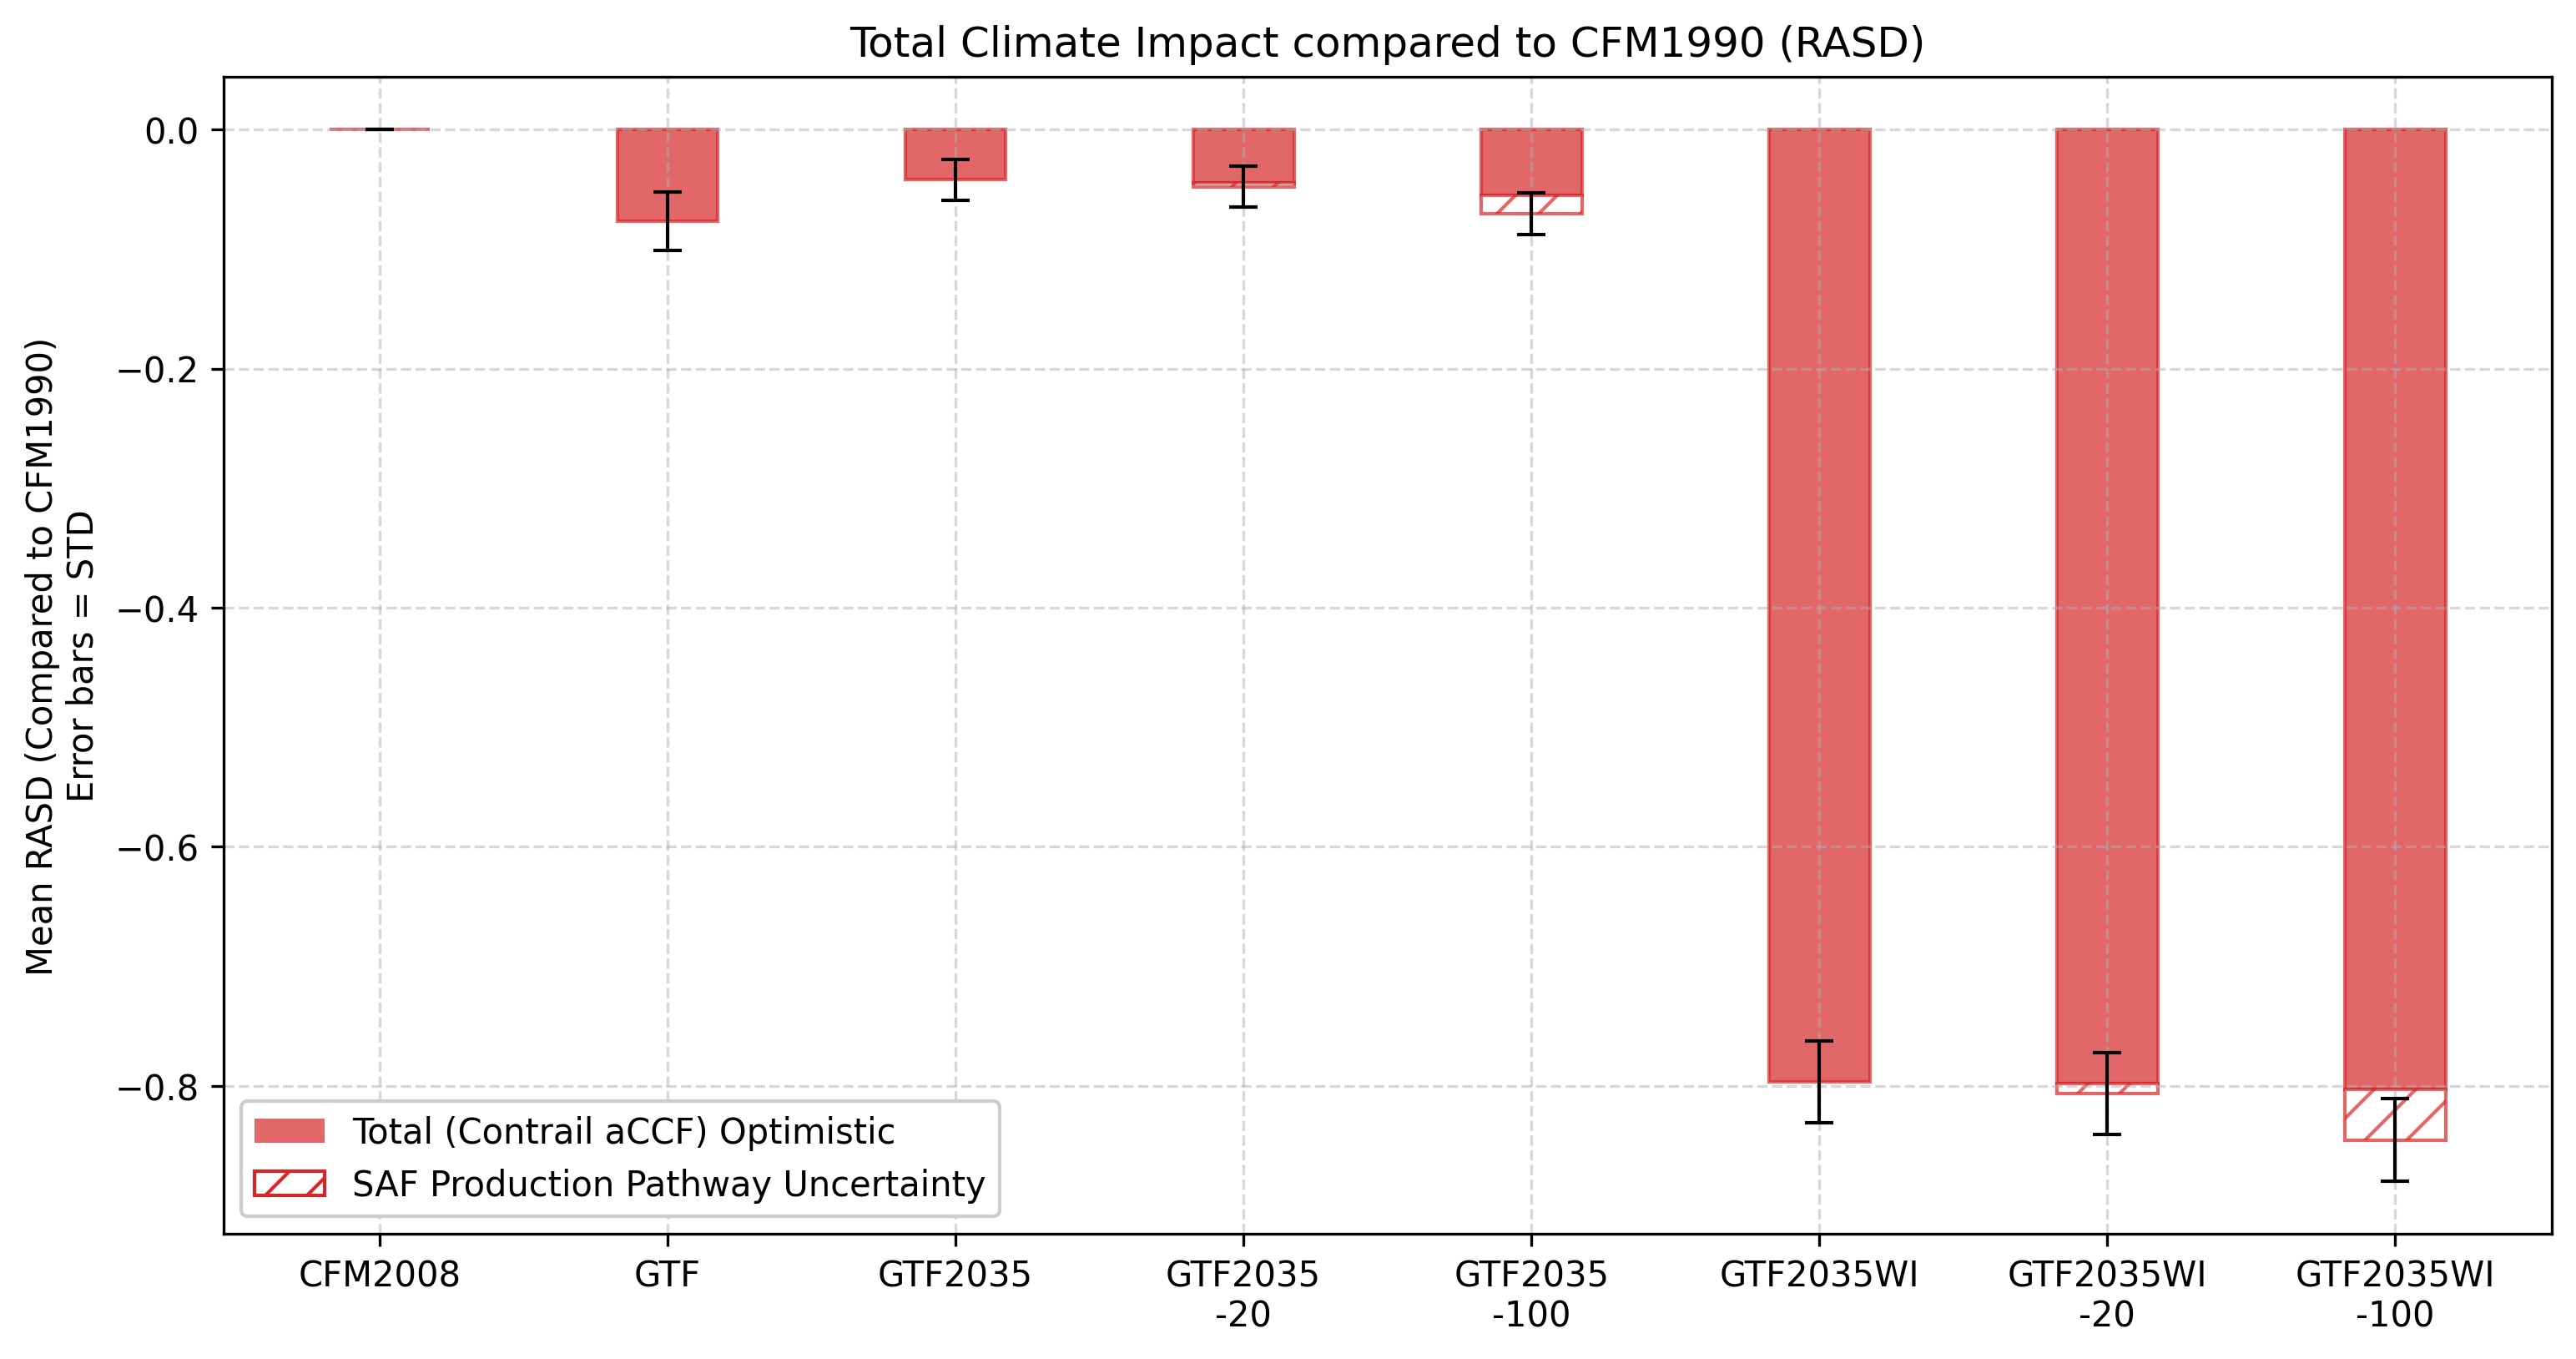 Total Climate Impact compared to CFM1990 (RASD)
Mean RASD (Compared to CFM1990)
Error bars = STD
0.0
−0.2
−0.4
−0.6
−0.8
Total (Contrail aCCF) Optimistic
SAF Production Pathway Uncertainty
CFM2008
GTF
GTF2035
GTF2035
-20
GTF2035
-100
GTF2035WI
GTF2035WI
-20
GTF2035WI
-100